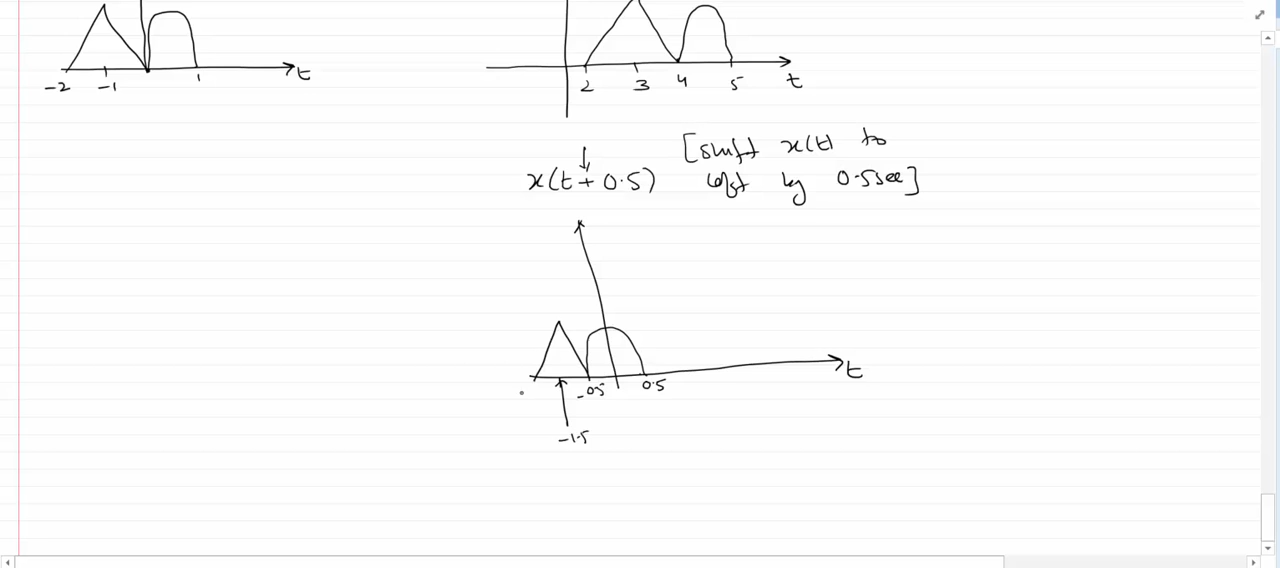 -2 -1 1 t
2 3 4 5 t
x(t + 0.5) [shift x(t) to
left by 0.5sec]
-0.5 0.5 t
-1.5